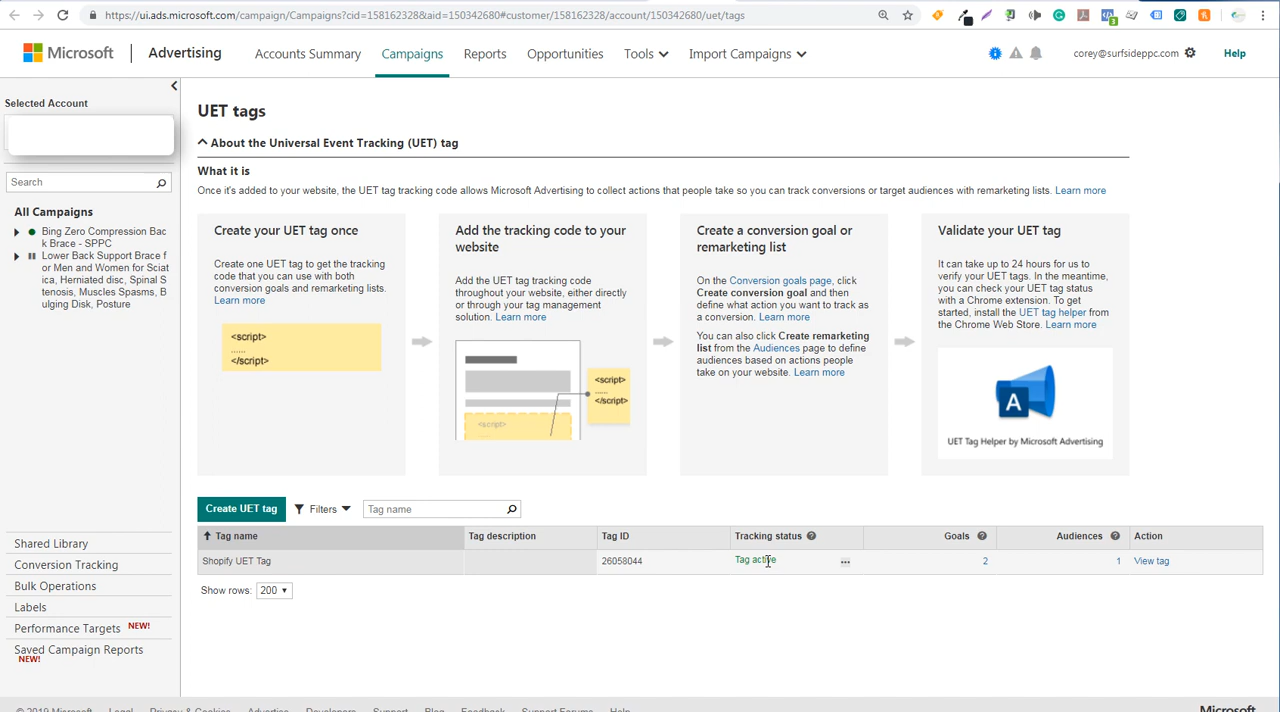 https://ui.ads.microsoft.com/campaign/Campaigns?cid=158162328&aid=150342680#customer/158162328/account/150342680/uet/tags
3
Microsoft | Advertising
Accounts Summary
Campaigns
Reports
Opportunities
Tools
Import Campaigns
corey@surfsideppc.com
Help
Selected Account
Search
All Campaigns
Bing Zero Compression Bac
k Brace - SPPC
Lower Back Support Brace f
or Men and Women for Sciat
ica, Herniated disc, Spinal S
tenosis, Muscles Spasms, B
ulging Disk, Posture
Shared Library
Conversion Tracking
Bulk Operations
Labels
Performance Targets NEW!
Saved Campaign Reports
NEW!
UET tags
About the Universal Event Tracking (UET) tag
What it is
Once it's added to your website, the UET tag tracking code allows Microsoft Advertising to collect actions that people take so you can track conversions or target audiences with remarketing lists. Learn more
Create your UET tag once
Create one UET tag to get the tracking
code that you can use with both
conversion goals and remarketing lists.
Learn more
<script>
......
</script>
Add the tracking code to your
website
Add the UET tag tracking code
throughout your website, either directly
or through your tag management
solution. Learn more
<script>
......
</script>
<script>
Create a conversion goal or
remarketing list
On the Conversion goals page, click
Create conversion goal and then
define what action you want to track as
a conversion. Learn more
You can also click Create remarketing
list from the Audiences page to define
audiences based on actions people
take on your website. Learn more
Validate your UET tag
It can take up to 24 hours for us to
verify your UET tags. In the meantime,
you can check your UET tag status
with a Chrome extension. To get
started, install the UET tag helper from
the Chrome Web Store. Learn more
A
UET Tag Helper by Microsoft Advertising
Create UET tag
Filters
Tag name
Tag name
Tag description
Tag ID
Tracking status
Goals
Audiences
Action
Shopify UET Tag
26058044
Tag active
...
2
1
View tag
Show rows: 200
© 2019 Microsoft
Legal
Privacy & Cookies
Advertise
Developers
Support
Blog
Feedback
Support Forums
Help
Microsoft